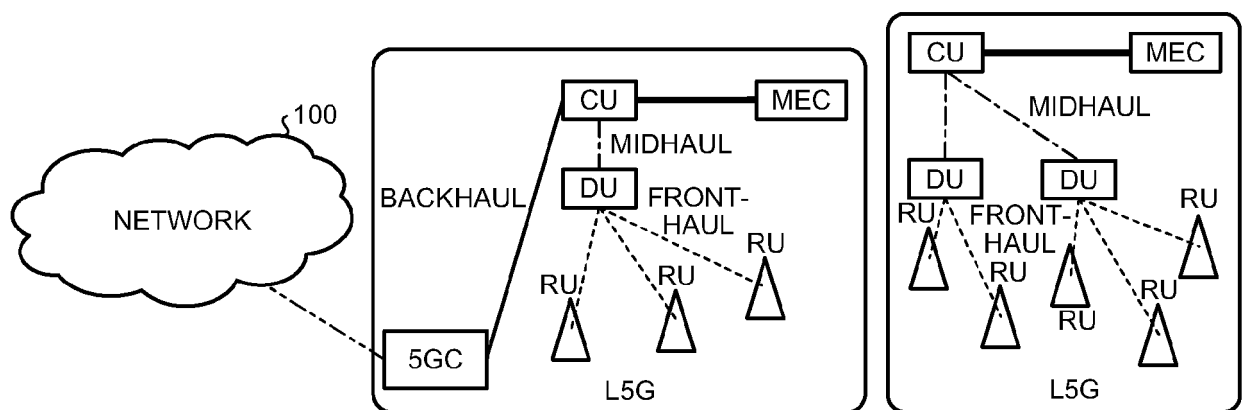 100
NETWORK
CU
MEC
MIDHAUL
BACKHAUL
DU
FRONT-
HAUL
RU
RU
RU
5GC
L5G
CU
MEC
MIDHAUL
DU
DU
RU
FRONT-
HAUL
RU
RU
RU
RU
L5G